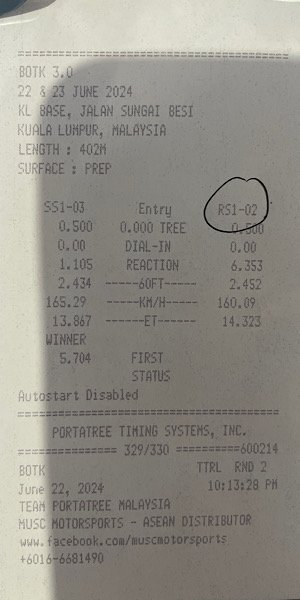 ========================================
BOTK 3.0
22 & 23 JUNE 2024
KL BASE, JALAN SUNGAI BESI
KUALA LUMPUR, MALAYSIA
LENGTH : 402M
SURFACE : PREP
SS1-03 Entry RS1-02
0.500 0.000 TREE 0.500
0.00 DIAL-IN 0.00
1.105 REACTION 6.353
2.434 -----60FT----- 2.452
165.29 -----KM/H----- 160.09
13.867 ------ET------ 14.323
WINNER
5.704 FIRST
STATUS
Autostart Disabled
========================================
PORTATREE TIMING SYSTEMS, INC.
=============== 329/330 ==========600214
BOTK TTRL RND 2
June 22, 2024 10:13:28 PM
TEAM PORTATREE MALAYSIA
MUSC MOTORSPORTS - ASEAN DISTRIBUTOR
www.facebook.com/muscmotorsports
+6016-6681490